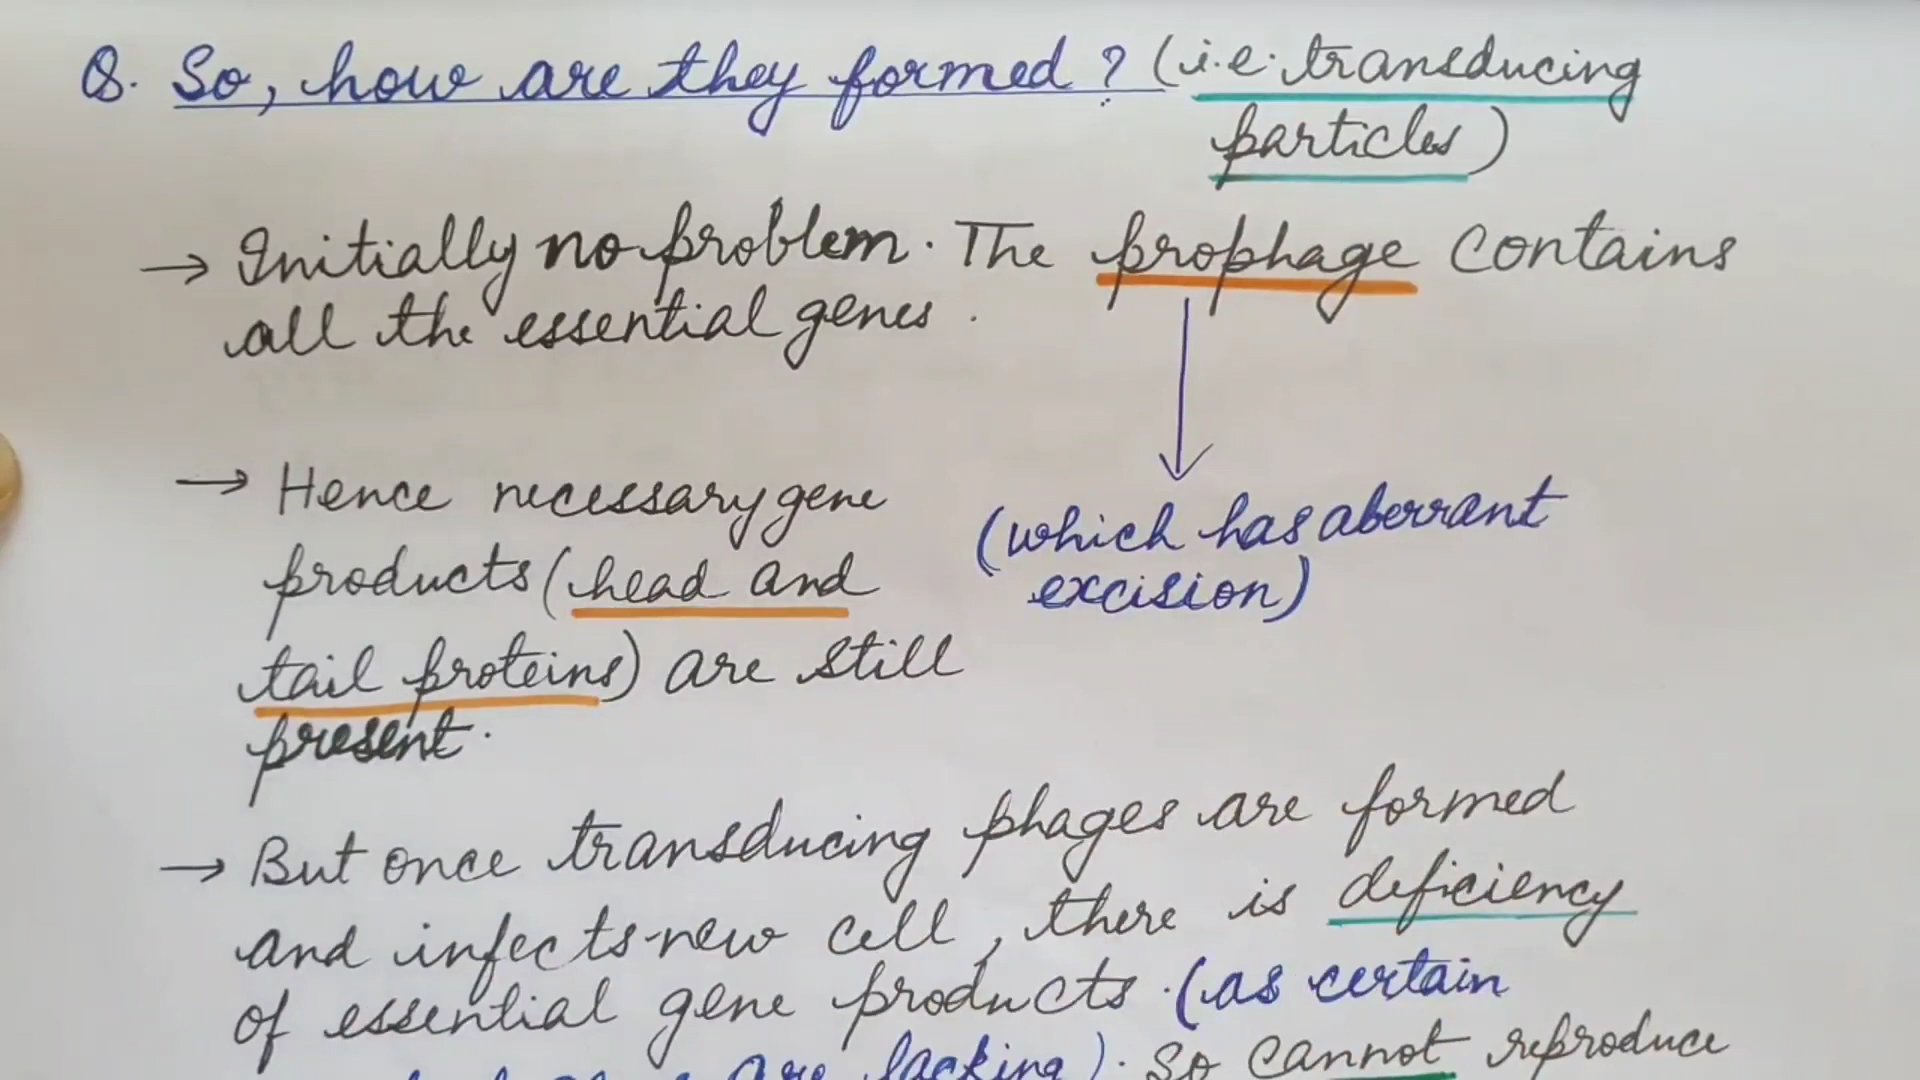 Q. So, how are they formed? (i.e. transducing
particles)
→ Initially no problem. The prophage contains
all the essential genes.
→ Hence necessary gene
products (head and
tail proteins) are still
present.
(which has aberrant
excision)
→ But once transducing phages are formed
and infects new cell, there is deficiency
of essential gene products. (as certain
are lacking). So cannot reproduce